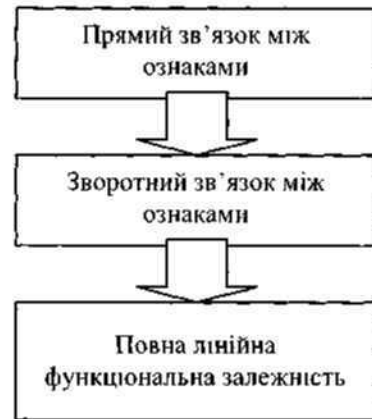 Прямий зв’язок між
ознаками
Зворотний зв’язок між
ознаками
Повна лінійна
функціональна залежність